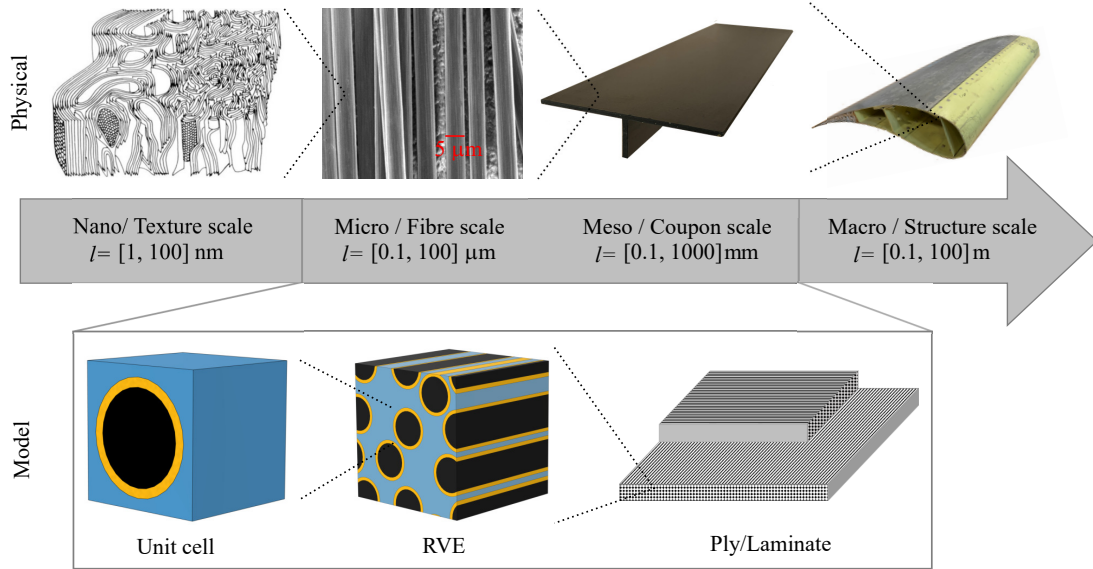 Physical
5 µm
Nano/ Texture scale
l= [1, 100] nm
Micro / Fibre scale
l= [0.1, 100] µm
Meso / Coupon scale
l= [0.1, 1000]mm
Macro / Structure scale
l= [0.1, 100]m
Model
Unit cell
RVE
Ply/Laminate